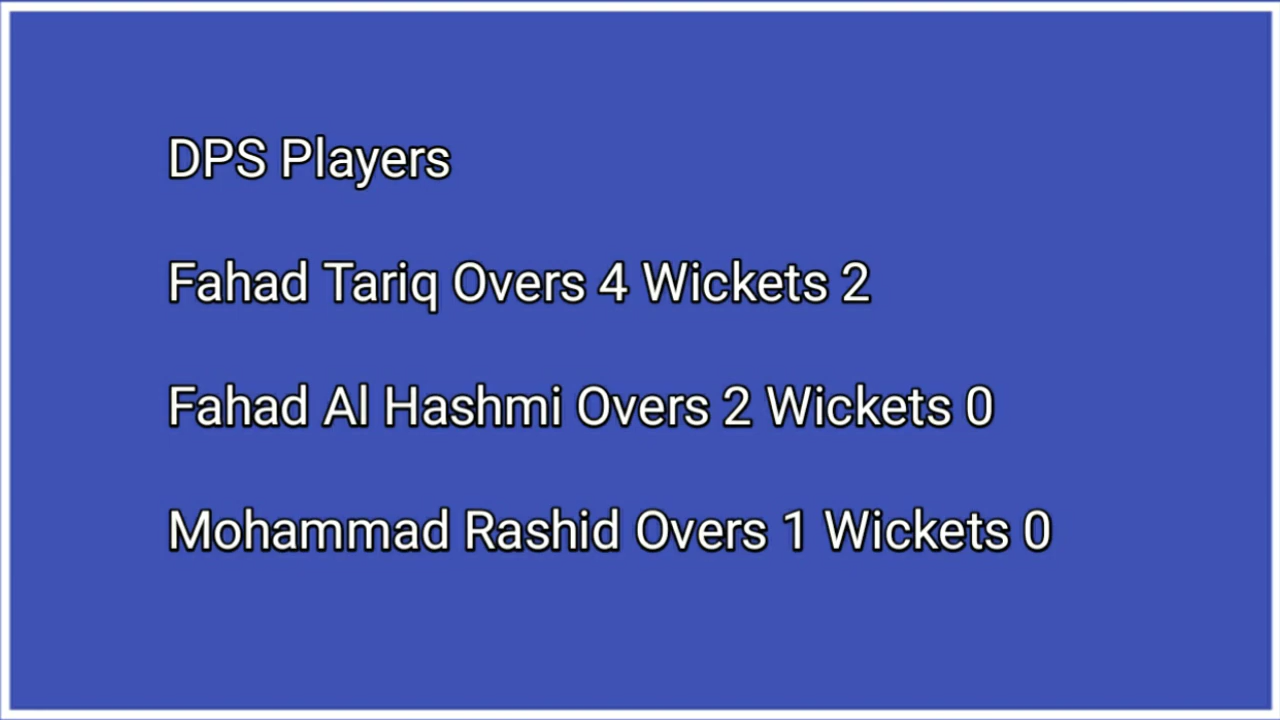 DPS Players
Fahad Tariq Overs 4 Wickets 2
Fahad Al Hashmi Overs 2 Wickets 0
Mohammad Rashid Overs 1 Wickets 0